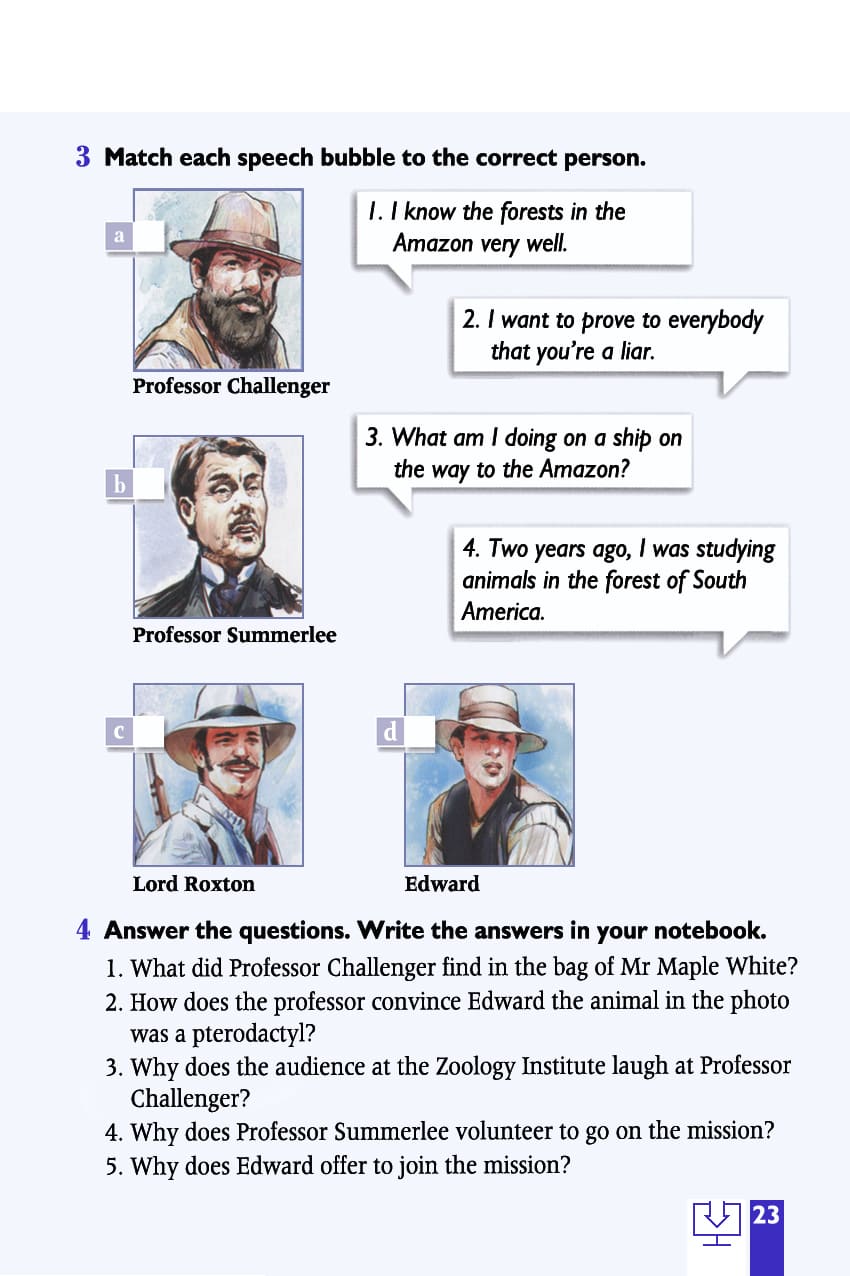 3 Match each speech bubble to the correct person.
a
1. I know the forests in the
Amazon very well.
2. I want to prove to everybody
that you're a liar.
Professor Challenger
b
3. What am I doing on a ship on
the way to the Amazon?
4. Two years ago, I was studying
animals in the forest of South
America.
Professor Summerlee
c
d
Lord Roxton
Edward
4 Answer the questions. Write the answers in your notebook.
1. What did Professor Challenger find in the bag of Mr Maple White?
2. How does the professor convince Edward the animal in the photo
was a pterodactyl?
3. Why does the audience at the Zoology Institute laugh at Professor
Challenger?
4. Why does Professor Summerlee volunteer to go on the mission?
5. Why does Edward offer to join the mission?
23